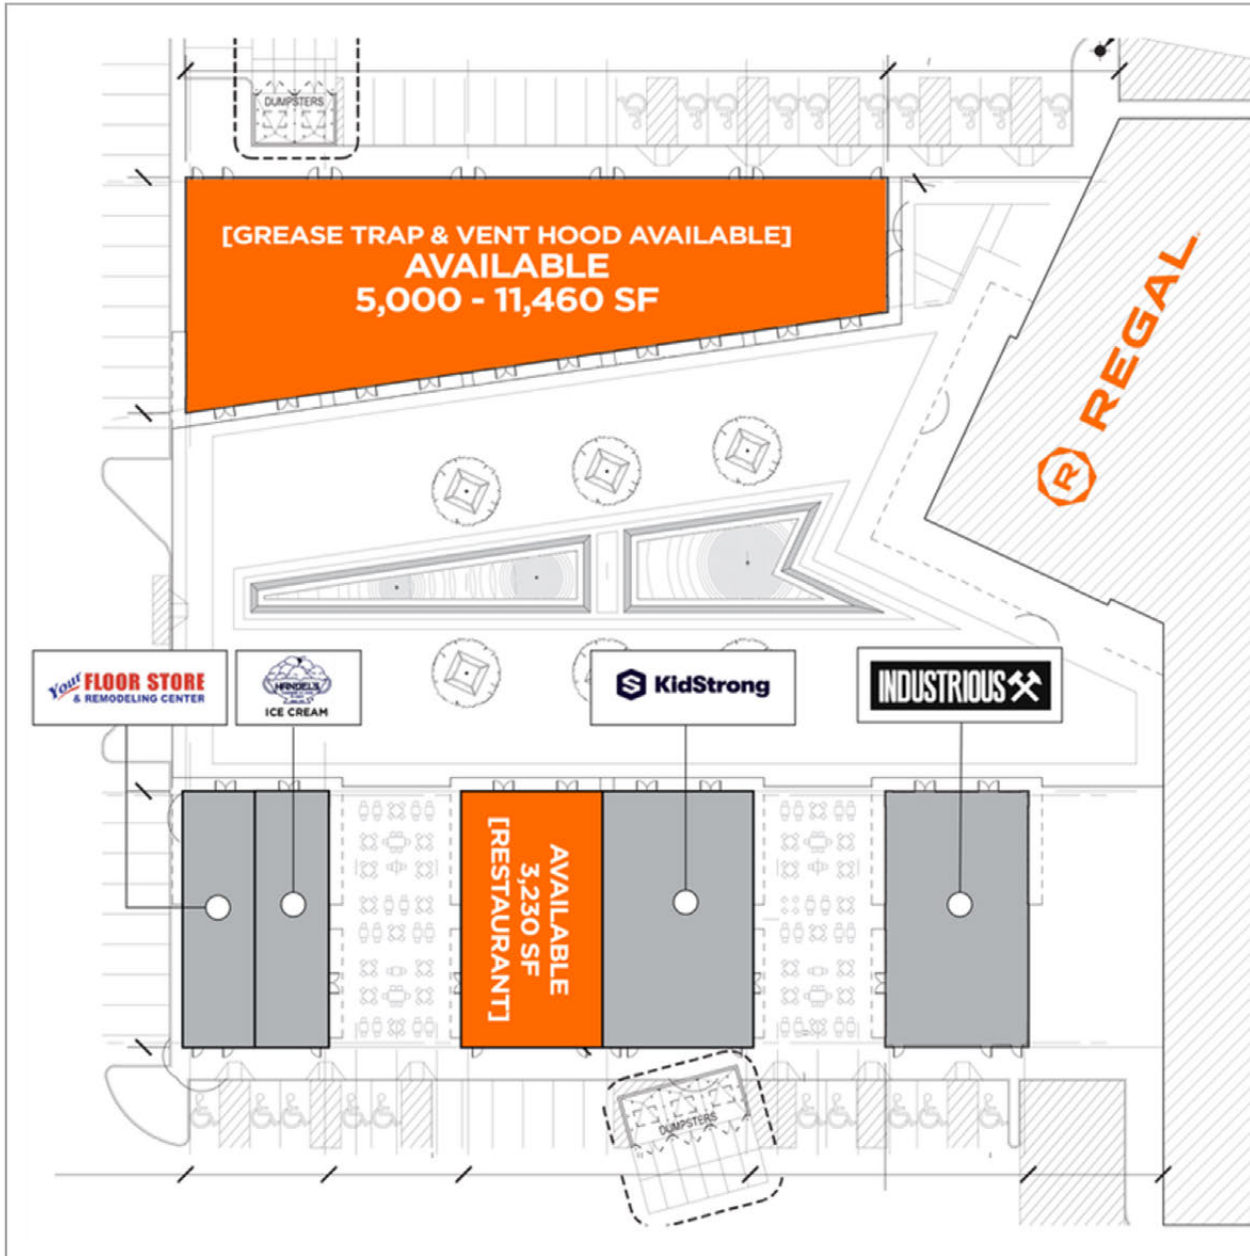 DUMPSTERS
[GREASE TRAP & VENT HOOD AVAILABLE]
AVAILABLE
5,000 - 11,460 SF
R REGAL
Your FLOOR STORE
& REMODELING CENTER
HANDEL'S
ICE CREAM
S KidStrong
INDUSTRIOUS
AVAILABLE
3,230 SF
[RESTAURANT]
DUMPSTERS